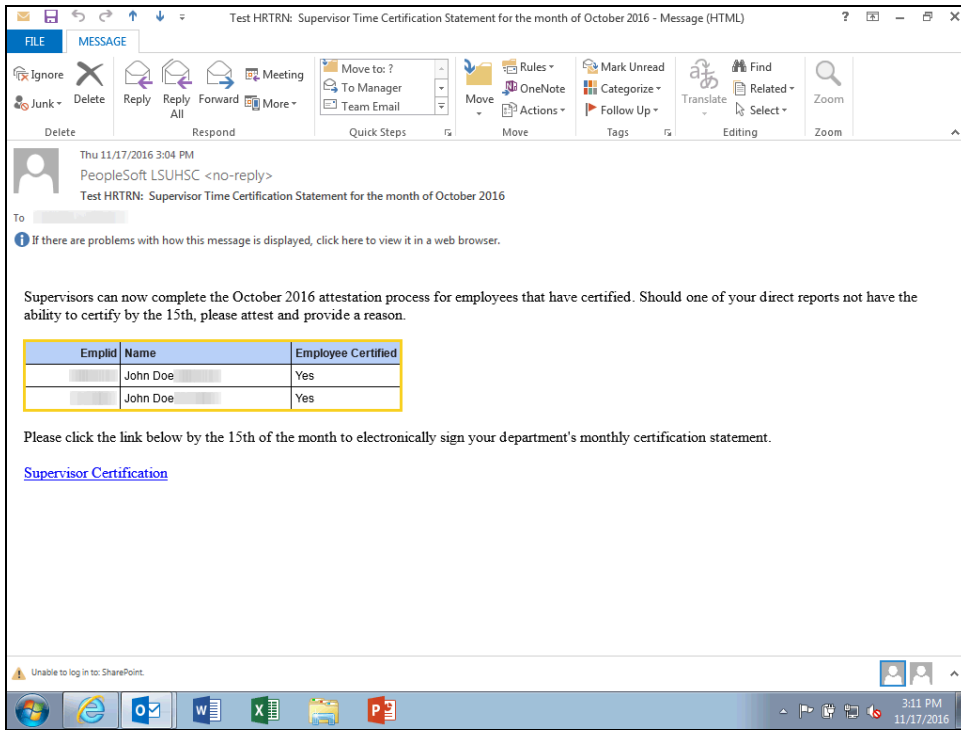 Test HRTRN:  Supervisor Time Certification Statement for the month of October 2016 - Message (HTML)
FILE MESSAGE
Ignore
Junk
Delete
Reply
Reply All
Forward
Meeting
More
Move to: ?
To Manager
Team Email
Move
Rules
OneNote
Actions
Mark Unread
Categorize
Follow Up
Translate
Find
Related
Select
Zoom
Delete Respond Quick Steps Move Tags Editing Zoom
Thu 11/17/2016 3:04 PM
PeopleSoft LSUHSC <no-reply>
Test HRTRN:  Supervisor Time Certification Statement for the month of October 2016
To
If there are problems with how this message is displayed, click here to view it in a web browser.
Supervisors can now complete the October 2016 attestation process for employees that have certified. Should one of your direct reports not have the
ability to certify by the 15th, please attest and provide a reason.
Emplid Name Employee Certified
John Doe Yes
John Doe Yes
Please click the link below by the 15th of the month to electronically sign your department's monthly certification statement.
Supervisor Certification
Unable to log in to: SharePoint.
3:11 PM
11/17/2016